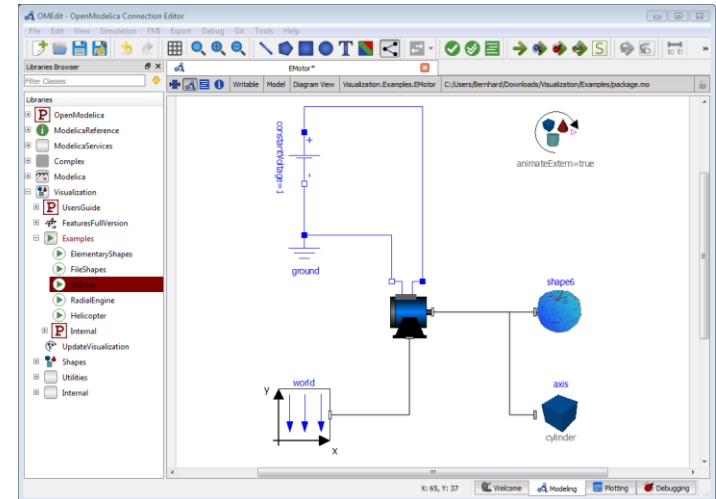 OMEdit - OpenModelica Connection Editor
File Edit View Simulation FMI Export Debug Git Tools Help
T S to ti »
Libraries Browser
EMotor*
Filter Classes
Writable Model Diagram View Visualization.Examples.EMotor C:/Users/Bernhard/Downloads/Visualization/Examples/package.mo
Libraries
P OpenModelica
i ModelicaReference
ModelicaServices
Complex
Modelica
Visualization
P UsersGuide
FeaturesFullVersion
Examples
ElementaryShapes
FileShapes
EMotor
RadialEngine
Helicopter
P Internal
UpdateVisualization
Shapes
Utilities
Internal
constantVoltage=1
+
-
animateExtern=true
ground
shape6
world
y
x
axis
cylinder
X: 65, Y: 37 Welcome Modeling Plotting Debugging